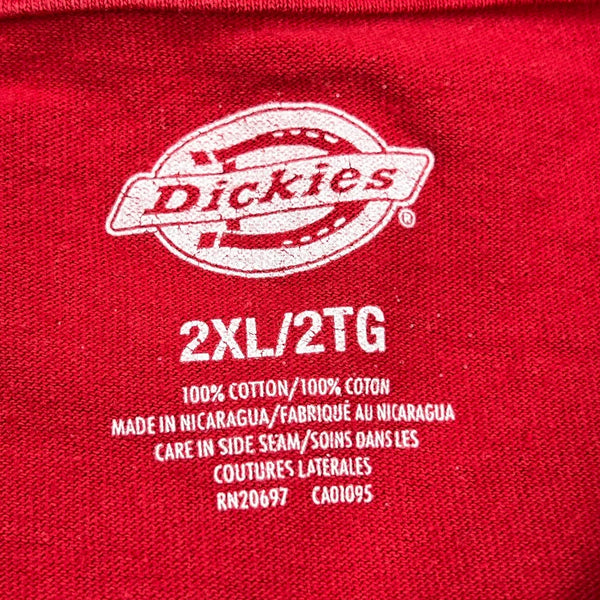 Dickies®
2XL/2TG
100% COTTON/100% COTON
MADE IN NICARAGUA/FABRIQUÉ AU NICARAGUA
CARE IN SIDE SEAM/SOINS DANS LES
COUTURES LATÉRALES
RN20697 CA01095